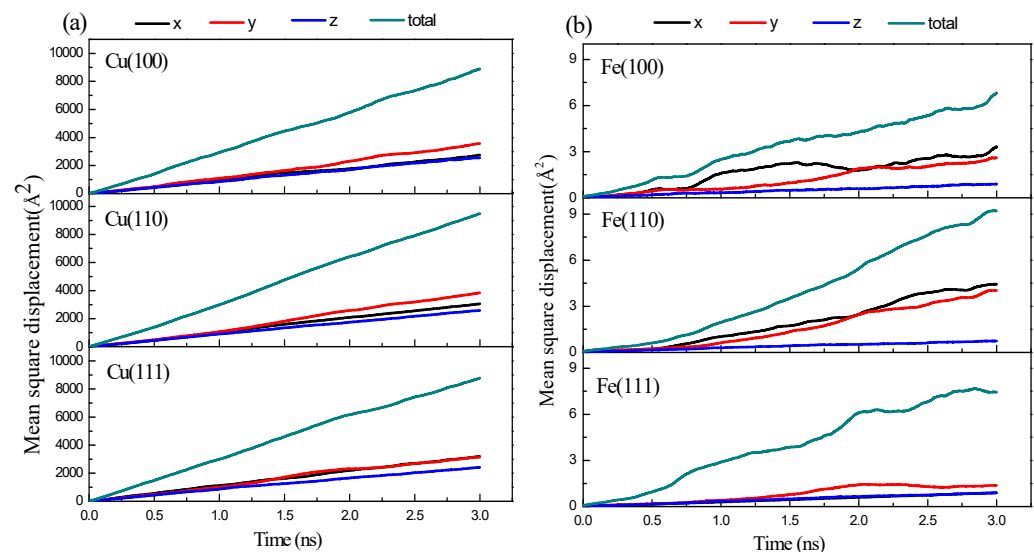 (a)
x y z total
Cu(100)
10000
8000
6000
4000
2000
0
Cu(110)
10000
8000
6000
4000
2000
0
Cu(111)
10000
8000
6000
4000
2000
0
0.0 0.5 1.0 1.5 2.0 2.5 3.0
Time (ns)
Mean square displacement(Å²)
(b)
x y z total
Fe(100)
9
6
3
0
Fe(110)
9
6
3
0
Fe(111)
9
6
3
0
0.0 0.5 1.0 1.5 2.0 2.5 3.0
Time (ns)
Mean square displacement(Å²)